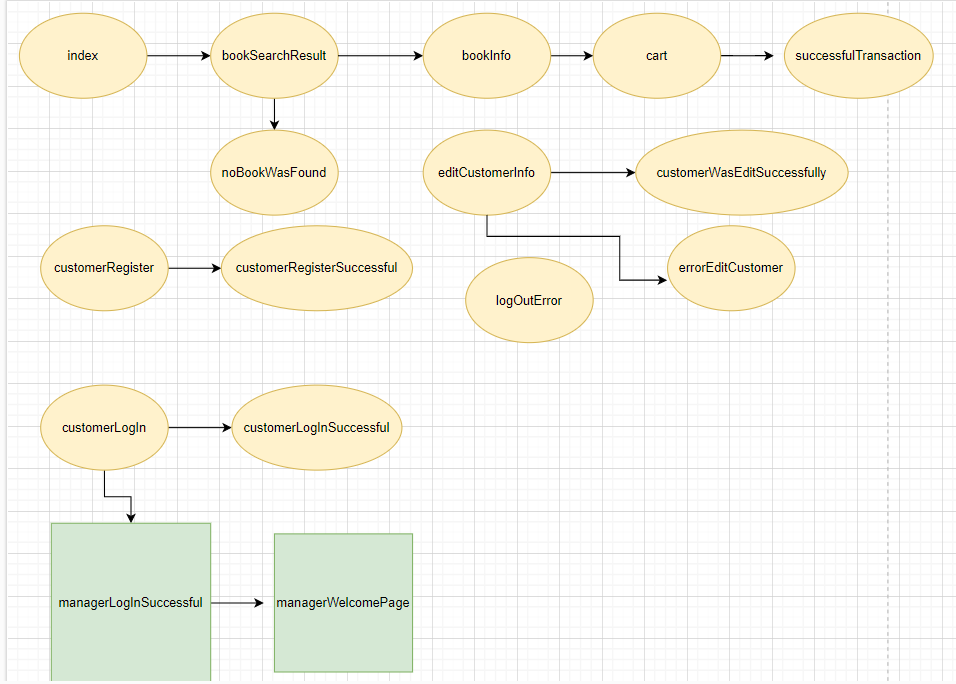 index
bookSearchResult
bookInfo
cart
successfulTransaction
noBookWasFound
editCustomerInfo
customerWasEditSuccessfully
customerRegister
customerRegisterSuccessful
errorEditCustomer
logOutError
customerLogIn
customerLogInSuccessful
managerLogInSuccessful
managerWelcomePage